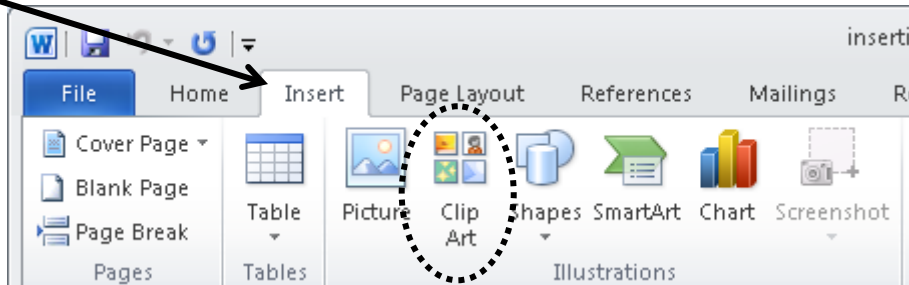 W
inserti
File Home Insert Page Layout References Mailings R
Cover Page
Blank Page
Page Break
Table
Picture
Clip
Art
Shapes
SmartArt
Chart
Screenshot
Pages
Tables
Illustrations